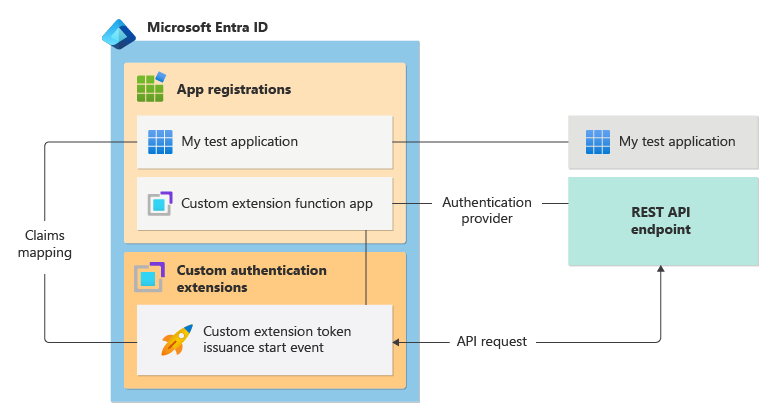 Microsoft Entra ID
App registrations
My test application
My test application
Custom extension function app
Authentication
provider
REST API
endpoint
Claims
mapping
Custom authentication
extensions
Custom extension token
issuance start event
API request